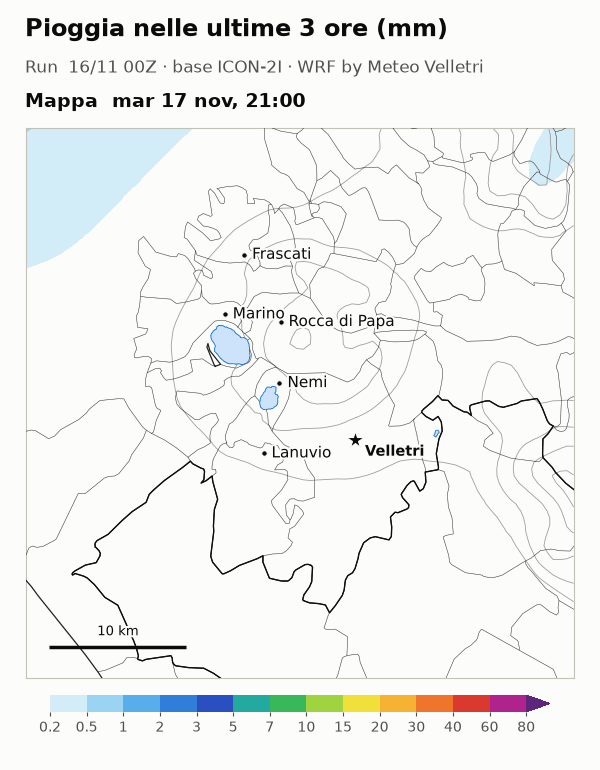 Pioggia nelle ultime 3 ore (mm)
Run  16/11 00Z · base ICON-2I · WRF by Meteo Velletri
Mappa  mar 17 nov, 21:00
Frascati
Marino
Rocca di Papa
Nemi
Velletri
Lanuvio
10 km
0.2 0.5 1 2 3 5 7 10 15 20 30 40 60 80